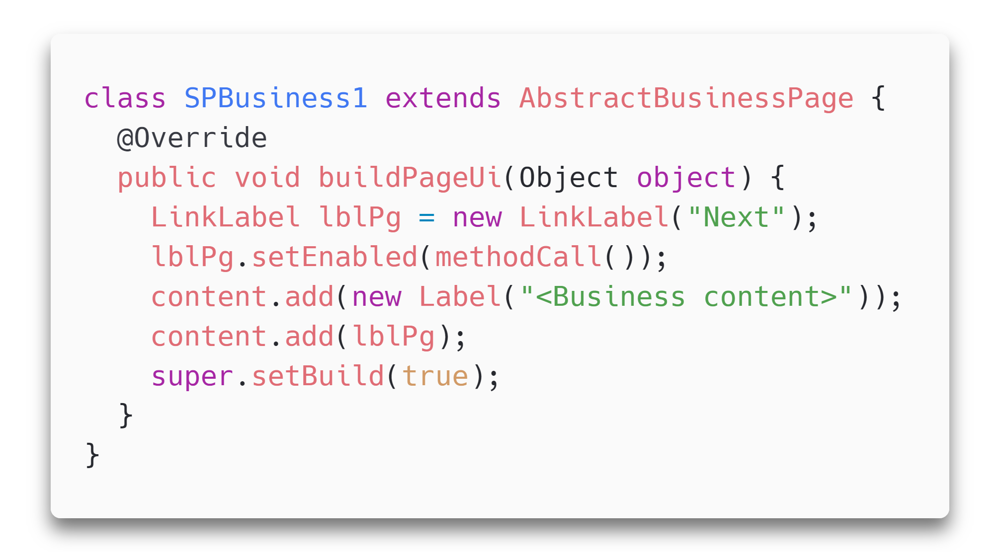 class SPBusiness1 extends AbstractBusinessPage {
  @Override
  public void buildPageUi(Object object) {
    LinkLabel lblPg = new LinkLabel("Next");
    lblPg.setEnabled(methodCall());
    content.add(new Label("<Business content>"));
    content.add(lblPg);
    super.setBuild(true);
  }
}